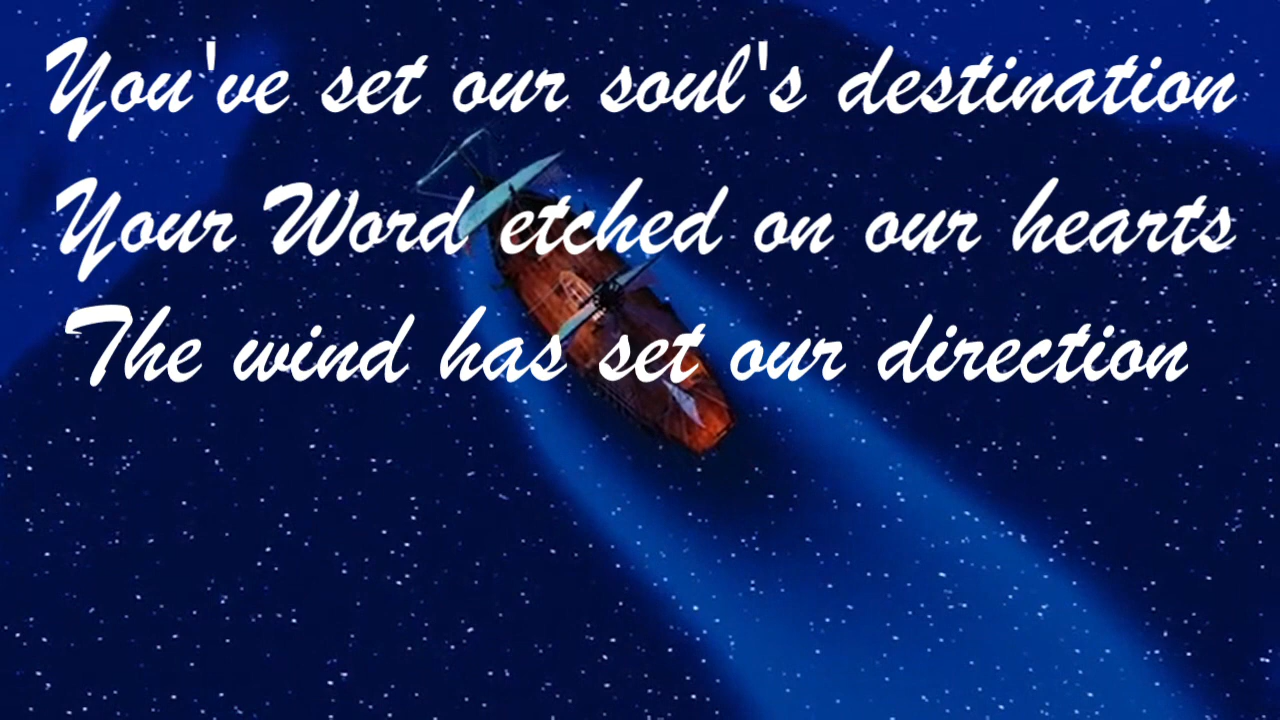 You've set our soul's destination
Your Word etched on our hearts
The wind has set our direction